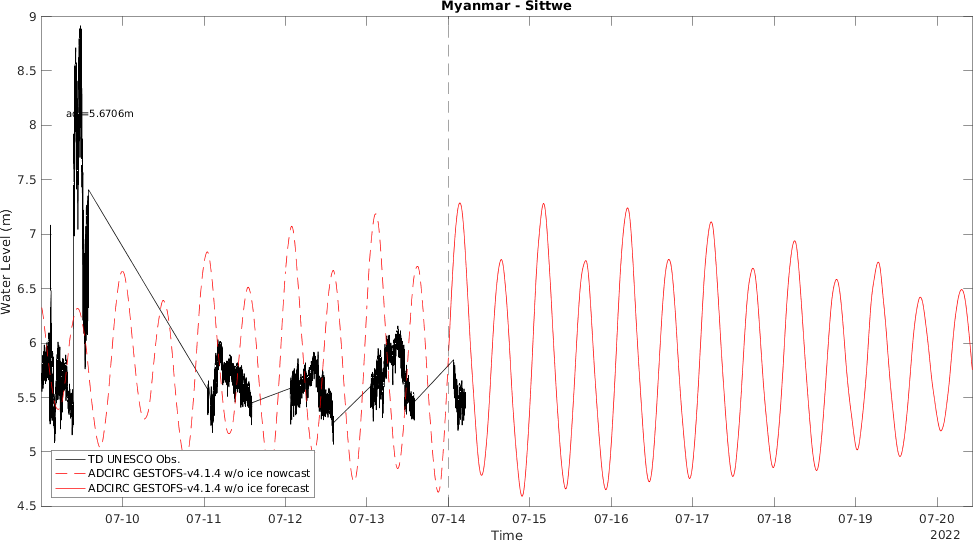 Myanmar - Sittwe
Water Level (m)
9
8.5
8
7.5
7
6.5
6
5.5
5
4.5
=5.6706m
TD UNESCO Obs.
ADCIRC GESTOFS-v4.1.4 w/o ice nowcast
ADCIRC GESTOFS-v4.1.4 w/o ice forecast
07-10 07-11 07-12 07-13 07-14 07-15 07-16 07-17 07-18 07-19 07-20
Time 2022